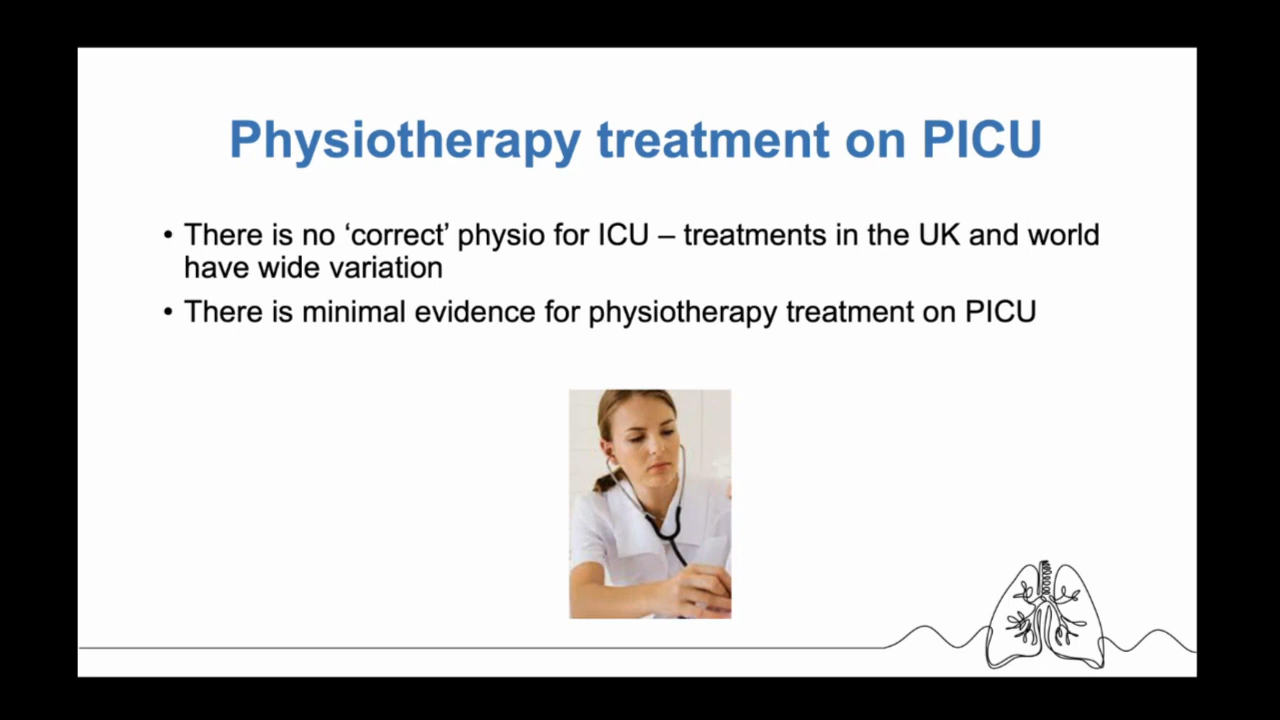 Physiotherapy treatment on PICU
• There is no ‘correct’ physio for ICU – treatments in the UK and world
have wide variation
• There is minimal evidence for physiotherapy treatment on PICU